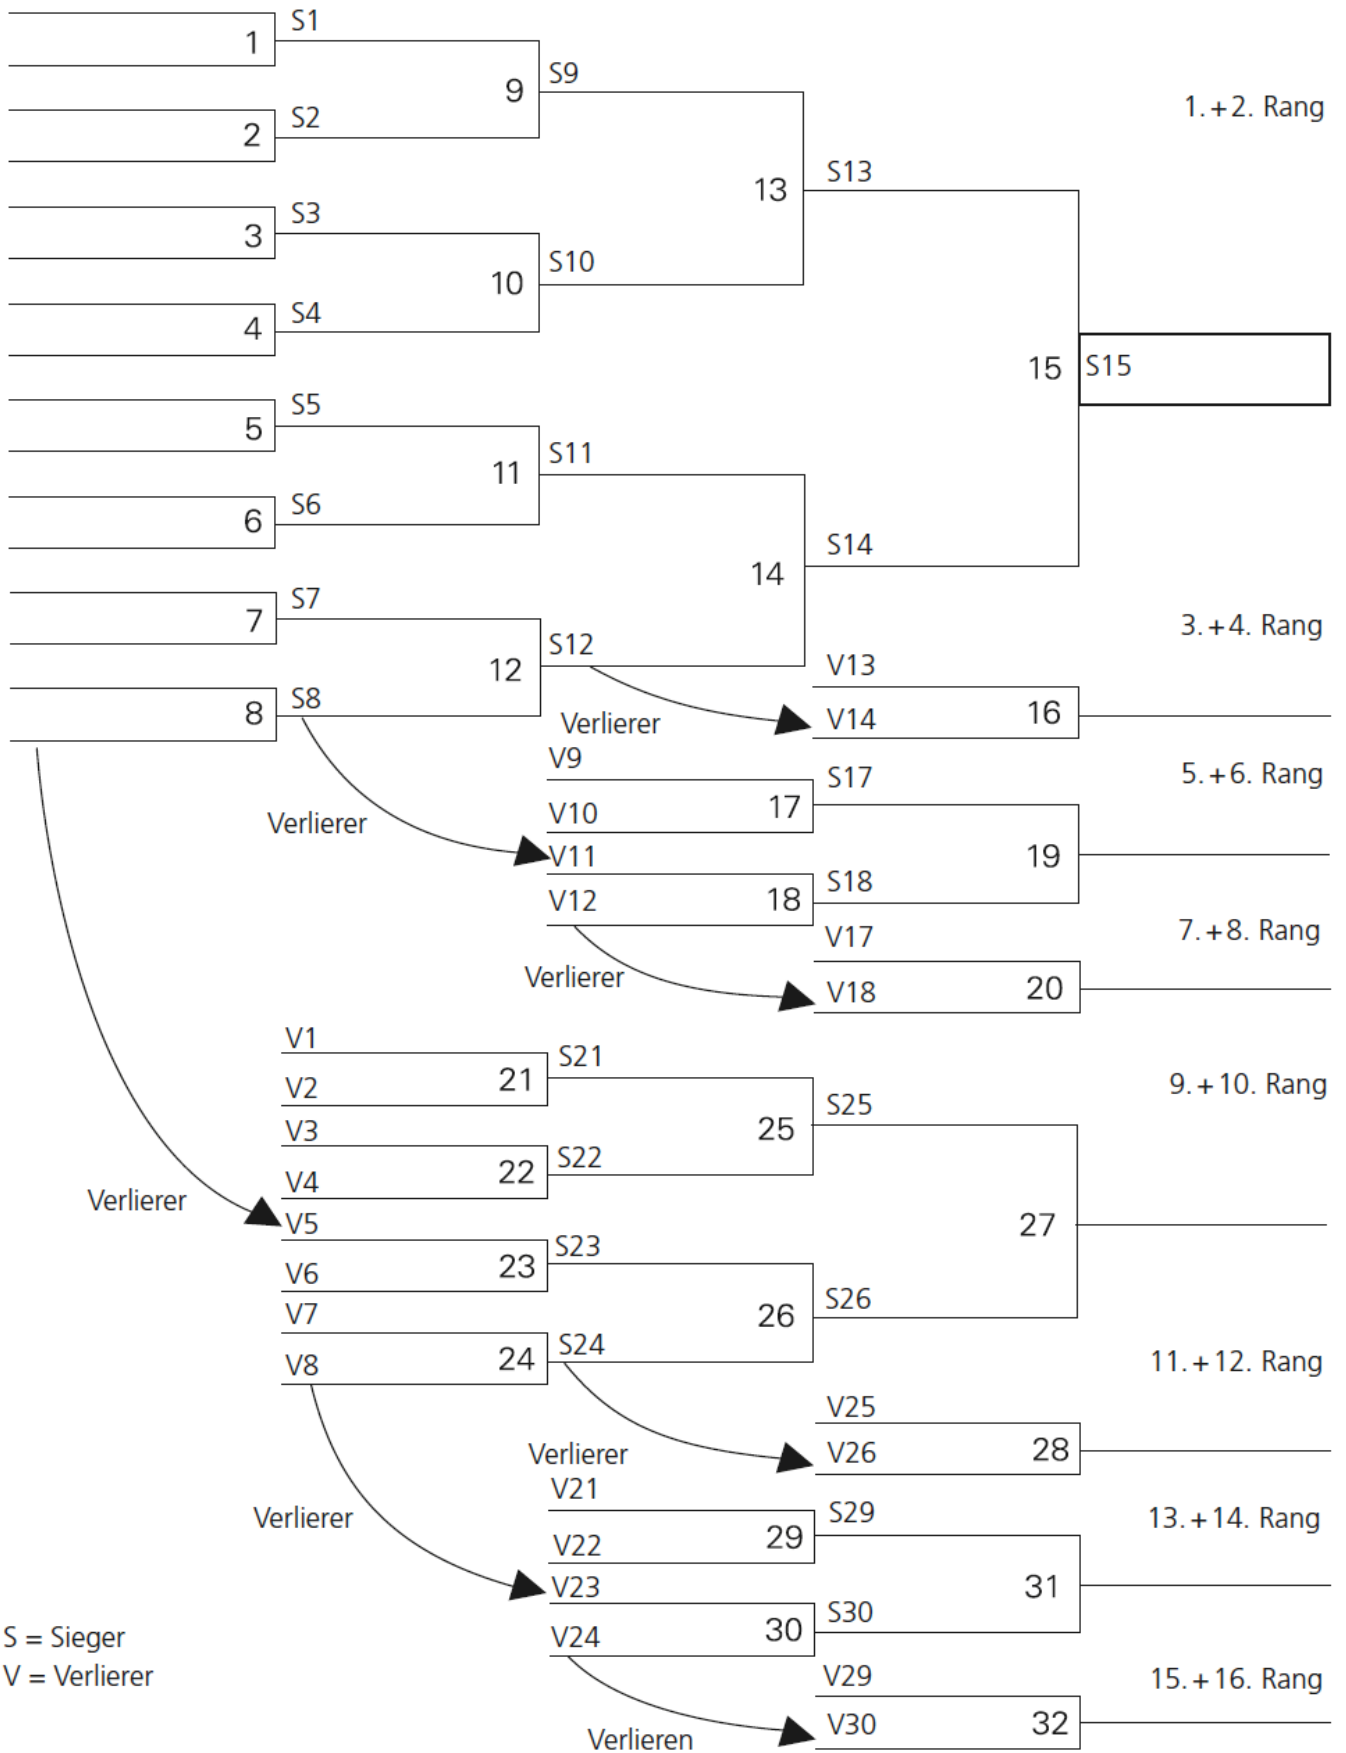 S1
1
S9
9
1.+2. Rang
S2
2
S13
13
S3
3
S10
10
S4
4
15
S15
S5
5
S11
11
S6
6
S14
14
S7
7
3.+4. Rang
S12
12
V13
S8
8
16
Verlierer
V14
V9
S17
5.+6. Rang
17
V10
Verlierer
V11
19
S18
V12
18
V17
7.+8. Rang
Verlierer
V18
20
V1
S21
21
V2
9.+10. Rang
S25
V3
25
S22
V4
22
Verlierer
V5
27
S23
V6
23
S26
V7
26
S24
V8
24
11.+12. Rang
V25
Verlierer
V26
28
V21
S29
13.+14. Rang
Verlierer
29
V22
V23
31
S30
S = Sieger
V24
30
V = Verlierer
V29
15.+16. Rang
V30
32
Verlieren